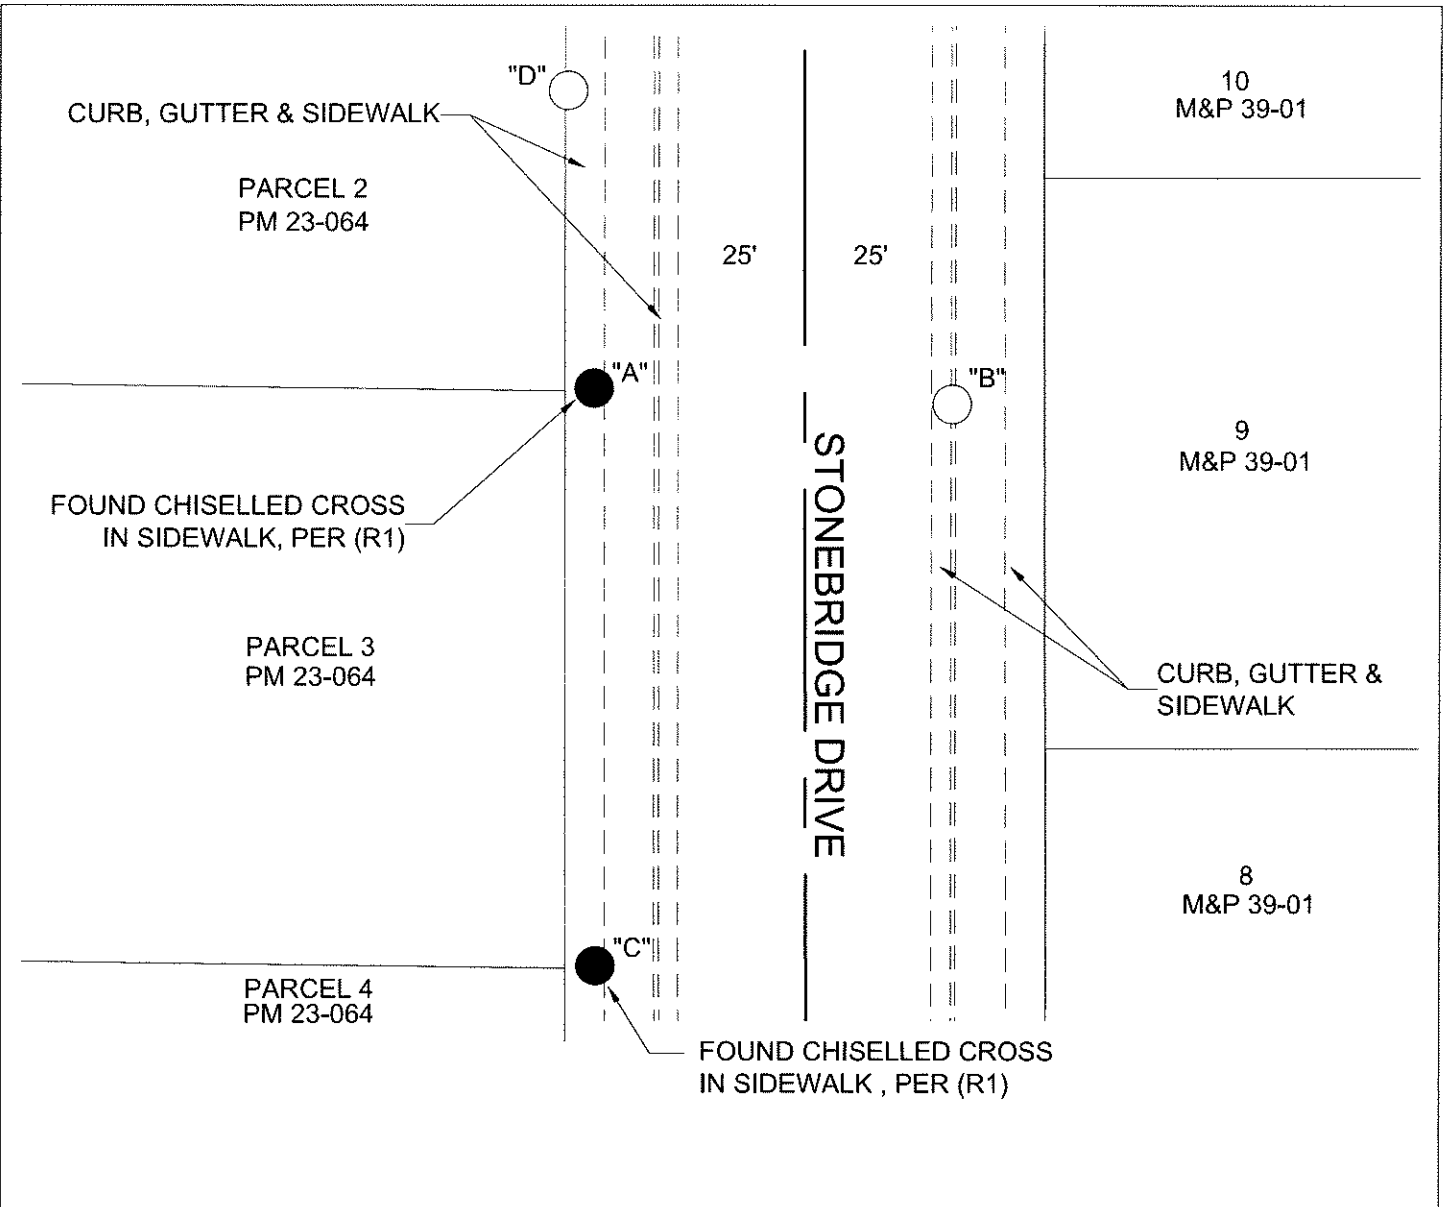 "D"
CURB, GUTTER & SIDEWALK
PARCEL 2
PM 23-064
10
M&P 39-01
25'
25'
"A"
"B"
FOUND CHISELLED CROSS
IN SIDEWALK, PER (R1)
9
M&P 39-01
STONEBRIDGE DRIVE
PARCEL 3
PM 23-064
CURB, GUTTER &
SIDEWALK
8
M&P 39-01
"C"
PARCEL 4
PM 23-064
FOUND CHISELLED CROSS
IN SIDEWALK , PER (R1)